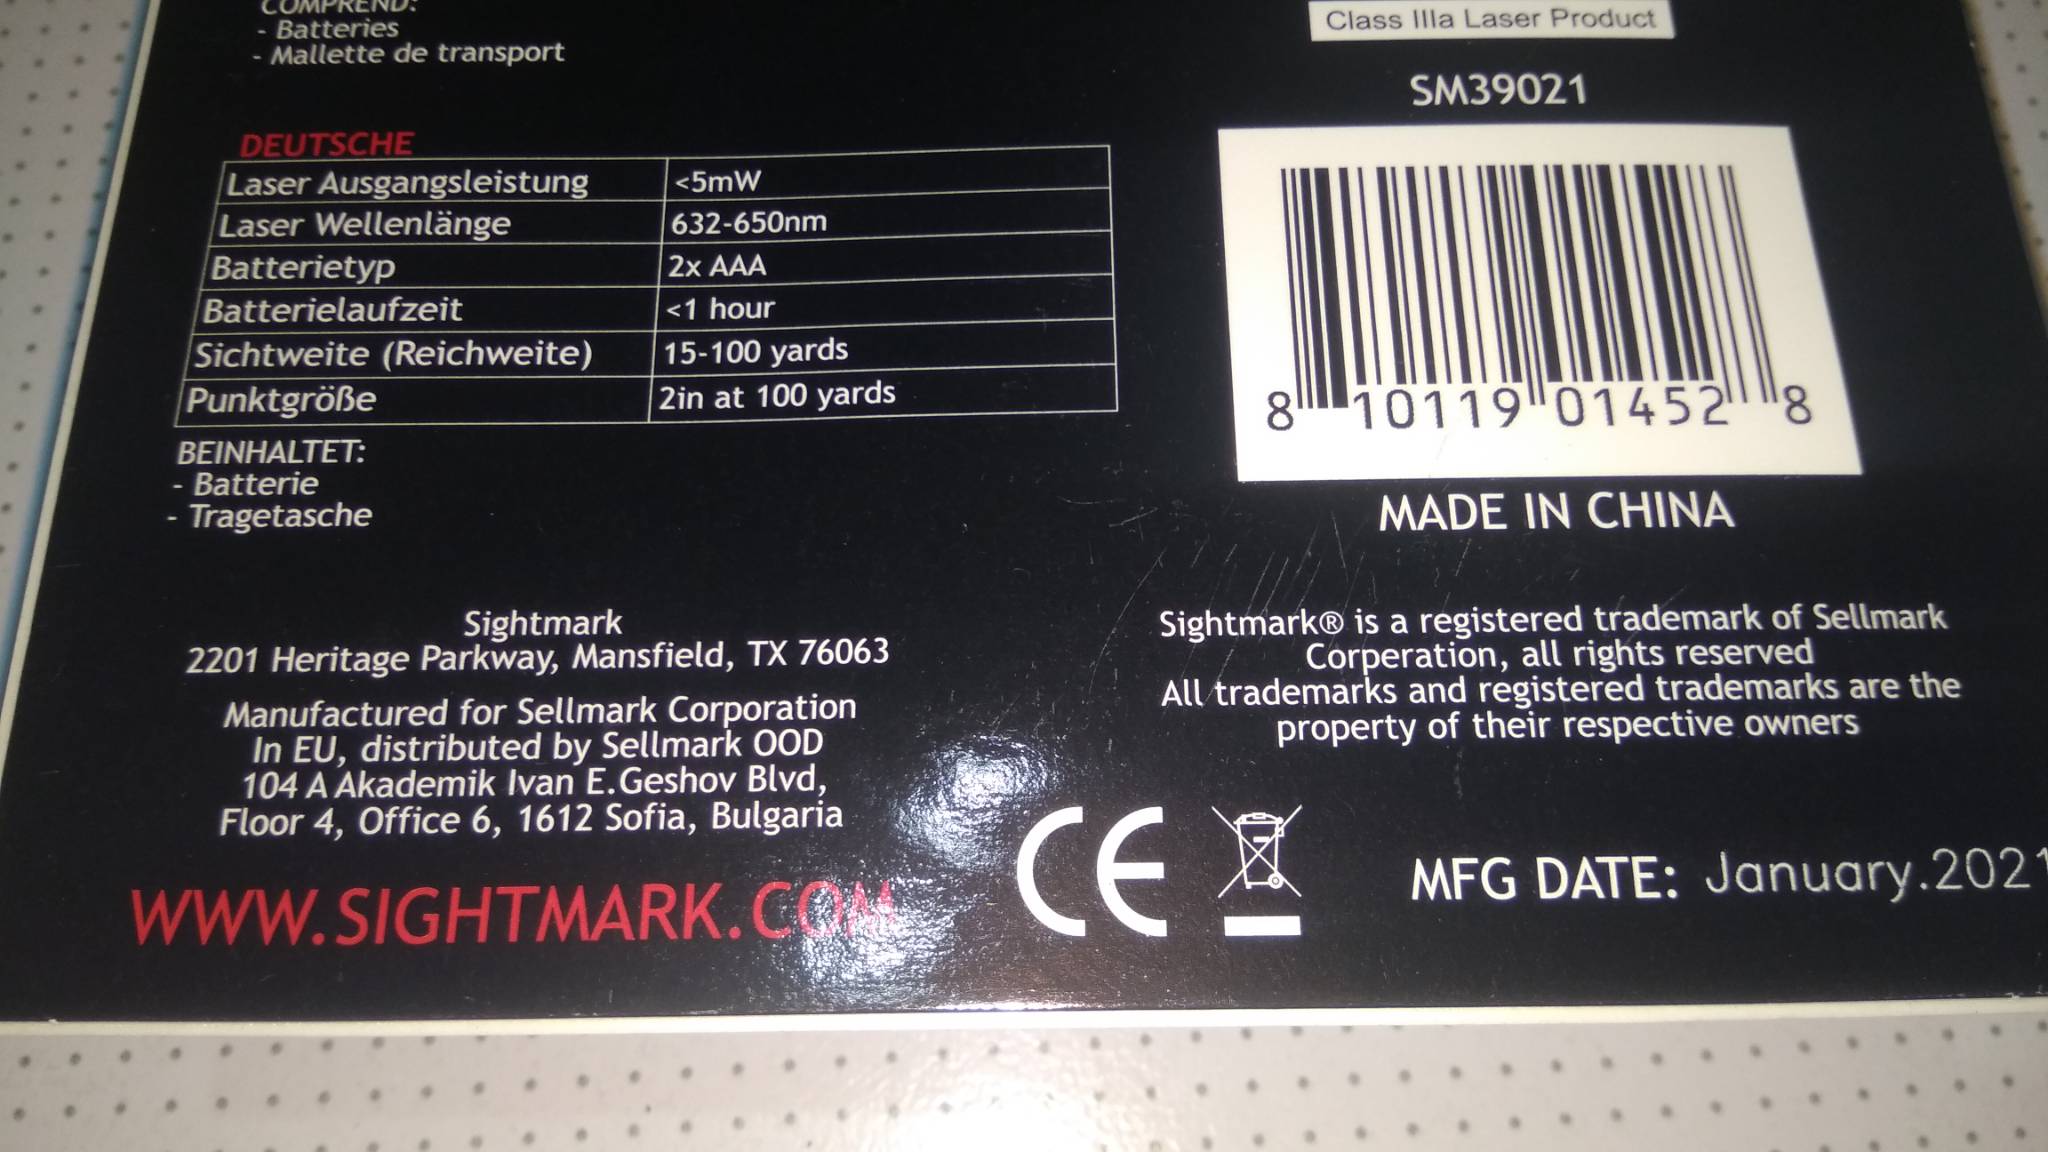 COMPREND:
- Batteries
- Mallette de transport
DEUTSCHE
Laser Ausgangsleistung <5mW
Laser Wellenlänge 632-650nm
Batterietyp 2x AAA
Batterielaufzeit <1 hour
Sichtweite (Reichweite) 15-100 yards
Punktgröße 2in at 100 yards
BEINHALTET:
- Batterie
- Tragetasche
Sightmark
2201 Heritage Parkway, Mansfield, TX 76063
Manufactured for Sellmark Corporation
In EU, distributed by Sellmark OOD
104 A Akademik Ivan E.Geshov Blvd,
Floor 4, Office 6, 1612 Sofia, Bulgaria
WWW.SIGHTMARK.COM
Class IIIa Laser Product
SM39021
8 10119 01452 8
MADE IN CHINA
Sightmark® is a registered trademark of Sellmark
Corperation, all rights reserved
All trademarks and registered trademarks are the
property of their respective owners
CE
MFG DATE: January.2021